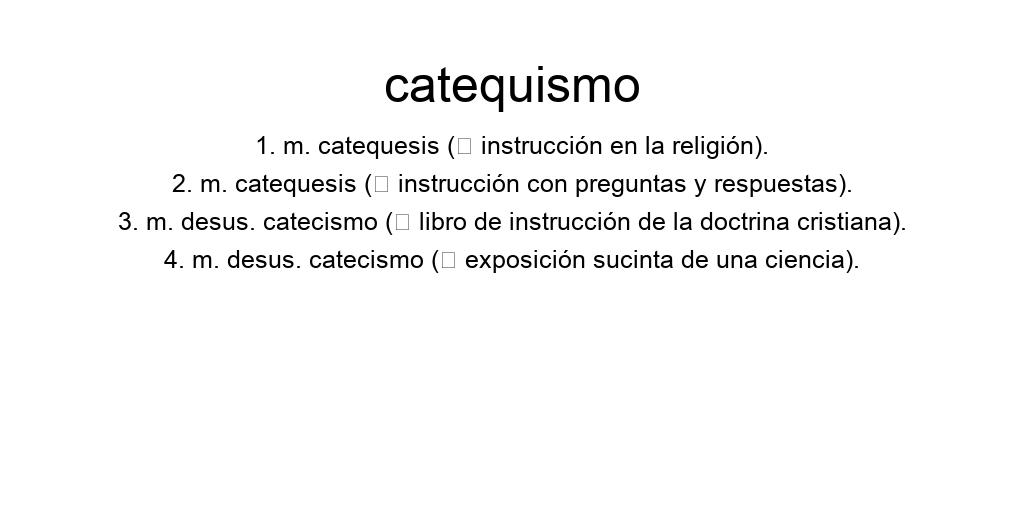 catequismo
1. m. catequesis (□ instrucción en la religión).
2. m. catequesis (□ instrucción con preguntas y respuestas).
3. m. desus. catecismo (□ libro de instrucción de la doctrina cristiana).
4. m. desus. catecismo (□ exposición sucinta de una ciencia).